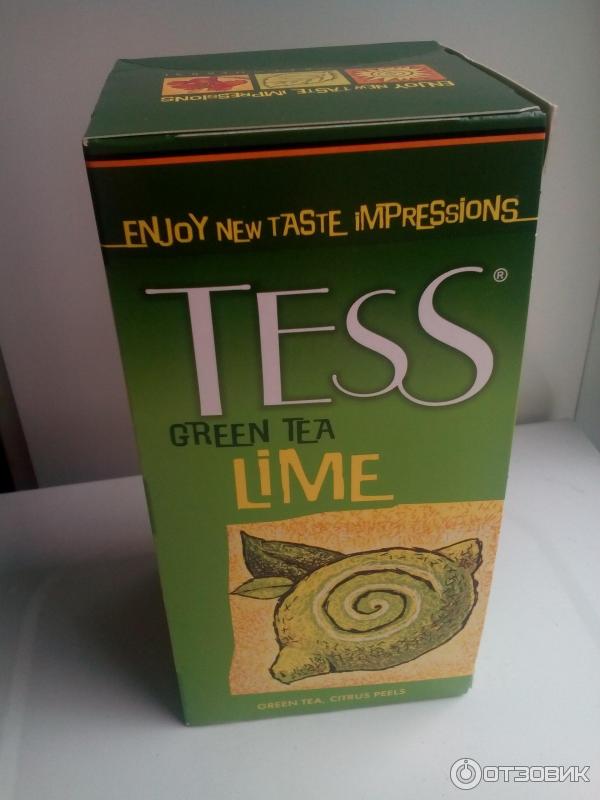 ENJOY NEW TASTE iMPRESSiONS
ENJOY NEW TASTE iMPRESSiONS
TESS®
GREEN TEA
LiME
GREEN TEA, CITRUS PEELS
ОТЗОВИК